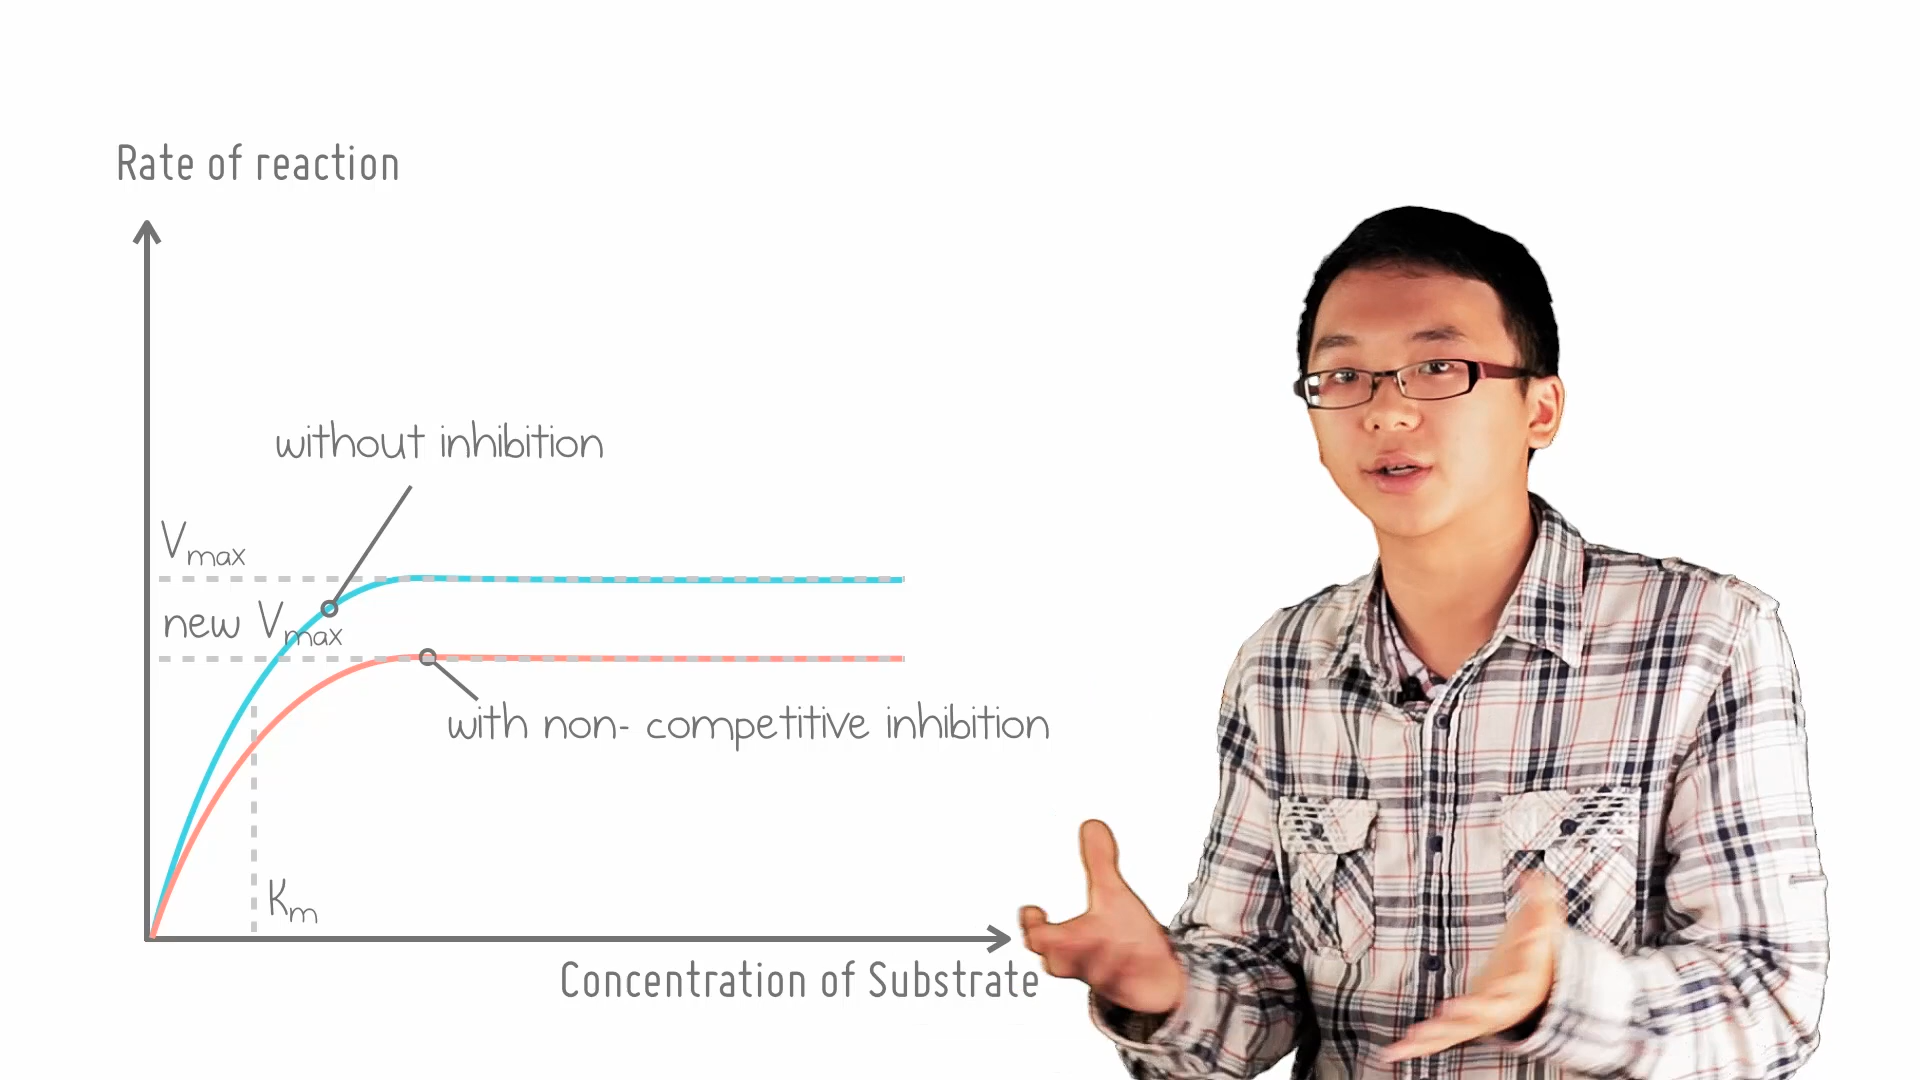 Rate of reaction
without inhibition
Vmax
new Vmax
with non- competitive inhibition
Km
Concentration of Substrate